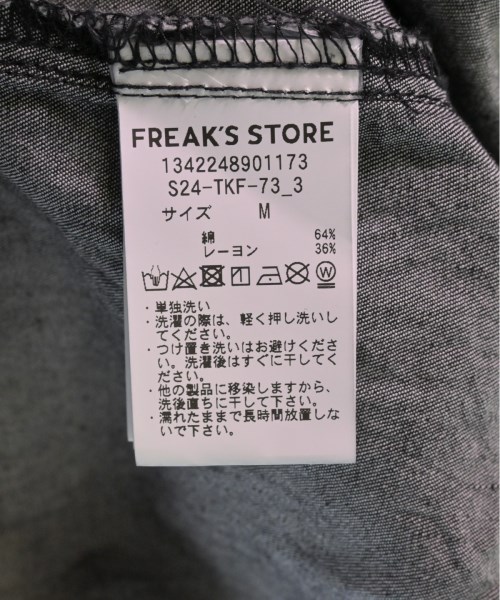 FREAK'S STORE
1342248901173
S24-TKF-73_3
サイズ M
綿 64%
レーヨン 36%
・単独洗い
・洗濯の際は、軽く押し洗いし
てください。
・つけ置き洗いはお避けくださ
い。洗濯後はすぐに干してくだ
さい。
・他の製品に移染しますから、
洗後直ちに干して下さい。
・濡れたままで長時間放置しな
いで下さい。